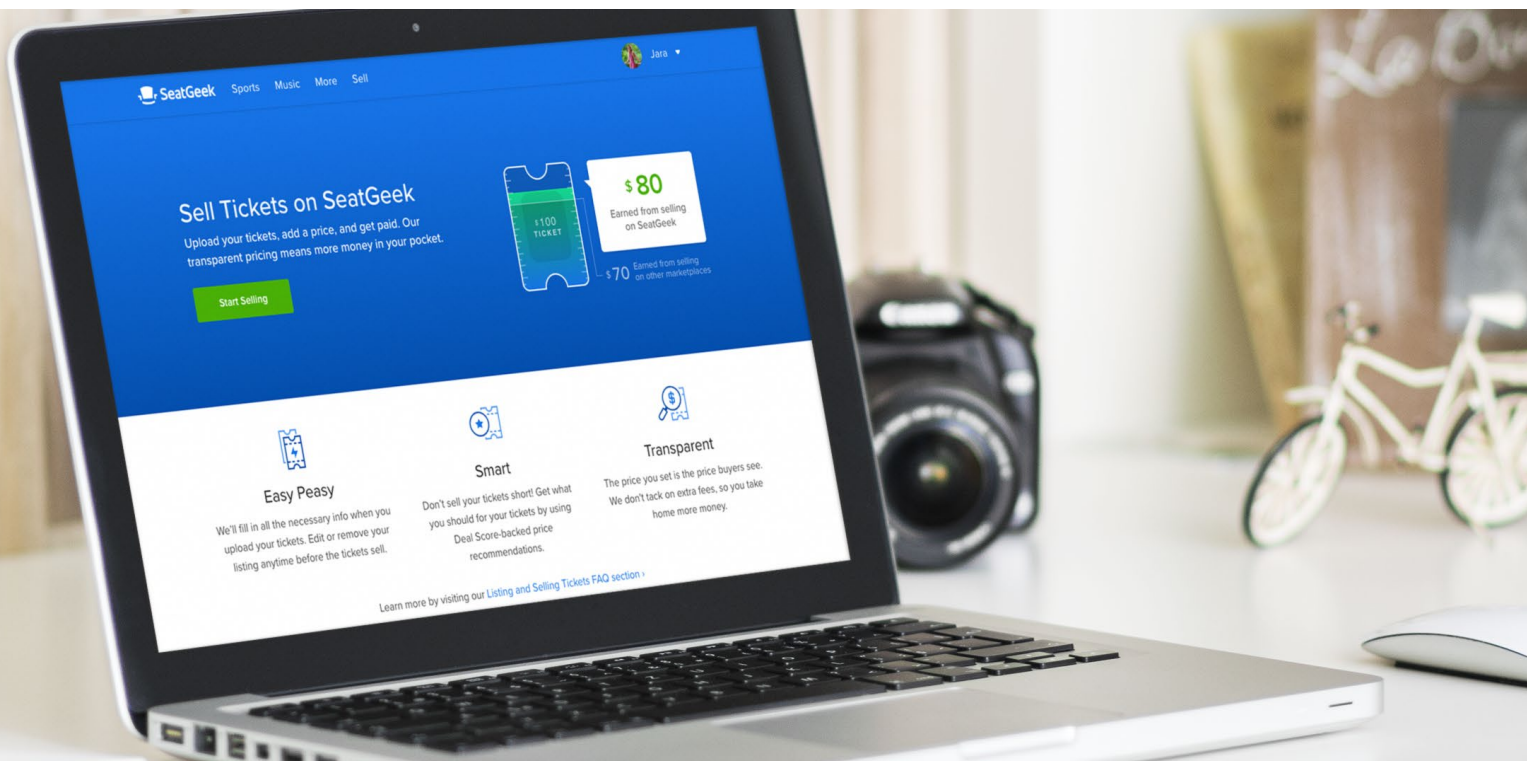 SeatGeek Sports Music More Sell Jara
Sell Tickets on SeatGeek
Upload your tickets, add a price, and get paid. Our
transparent pricing means more money in your pocket.
Start Selling
$100
TICKET
$80
Earned from selling
on SeatGeek
$70 Earned from selling
on other marketplaces
Easy Peasy
We'll fill in all the necessary info when you
upload your tickets. Edit or remove your
listing anytime before the tickets sell.
Smart
Don't sell your tickets short! Get what
you should for your tickets by using
Deal Score-backed price
recommendations.
Transparent
The price you set is the price buyers see.
We don't tack on extra fees, so you take
home more money.
Learn more by visiting our Listing and Selling Tickets FAQ section ›